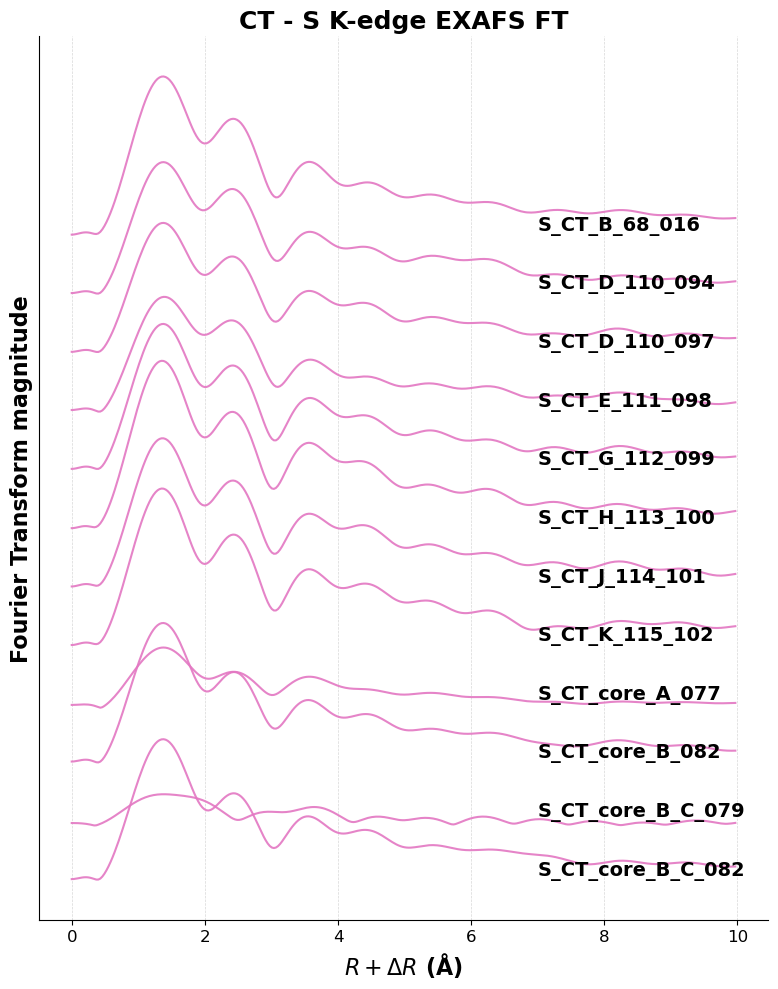 CT - S K-edge EXAFS FT
Fourier Transform magnitude
S_CT_B_68_016
S_CT_D_110_094
S_CT_D_110_097
S_CT_E_111_098
S_CT_G_112_099
S_CT_H_113_100
S_CT_J_114_101
S_CT_K_115_102
S_CT_core_A_077
S_CT_core_B_082
S_CT_core_B_C_079
S_CT_core_B_C_082
0 2 4 6 8 10
R + ΔR (Å)